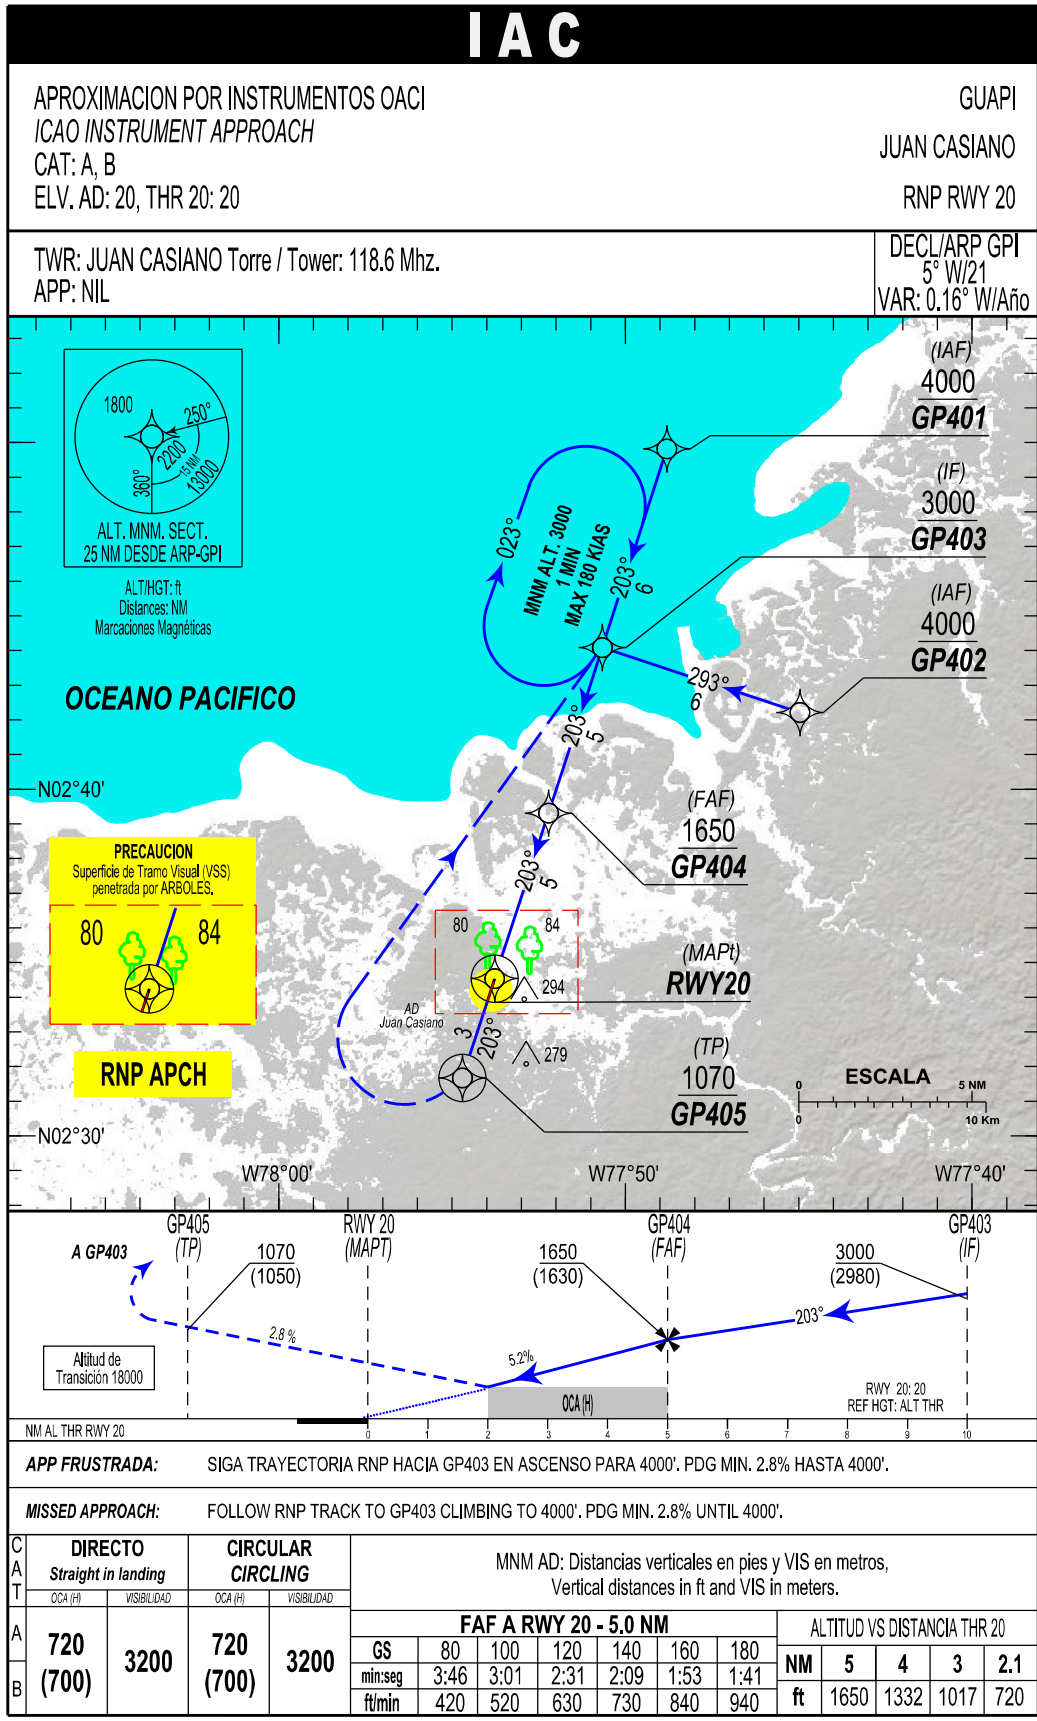 IAC
APROXIMACION POR INSTRUMENTOS OACI
ICAO INSTRUMENT APPROACH
CAT: A, B
ELV. AD: 20, THR 20: 20
GUAPI
JUAN CASIANO
RNP RWY 20
TWR: JUAN CASIANO Torre / Tower: 118.6 Mhz.
APP: NIL
DECL/ARP GPI
5° W/21
VAR: 0.16° W/Año
1800
250°
2200
15 NM
13000
360°
ALT. MNM. SECT.
25 NM DESDE ARP-GPI
ALT/HGT: ft
Distances: NM
Marcaciones Magnéticas
(IAF)
4000
GP401
(IF)
3000
GP403
(IAF)
4000
GP402
023°
MNM ALT. 3000
1 MIN
MAX 180 KIAS
203°
6
293°
6
203°
5
OCEANO PACIFICO
N02°40'
(FAF)
1650
GP404
203°
5
PRECAUCION
Superficie de Tramo Visual (VSS)
penetrada por ARBOLES.
80
84
80
84
294
(MAPt)
RWY20
AD
Juan Casiano
3
203°
279
RNP APCH
(TP)
1070
GP405
ESCALA
0
5 NM
0
10 Km
N02°30'
W78°00'
W77°50'
W77°40'
GP405
(TP)
RWY 20
(MAPT)
GP404
(FAF)
GP403
(IF)
A GP403
1070
(1050)
1650
(1630)
3000
(2980)
203°
2.8 %
5.2%
Altitud de
Transición 18000
OCA (H)
RWY 20: 20
REF HGT: ALT THR
NM AL THR RWY 20
0 1 2 3 4 5 6 7 8 9 10
APP FRUSTRADA: SIGA TRAYECTORIA RNP HACIA GP403 EN ASCENSO PARA 4000'. PDG MIN. 2.8% HASTA 4000'.
MISSED APPROACH: FOLLOW RNP TRACK TO GP403 CLIMBING TO 4000'. PDG MIN. 2.8% UNTIL 4000'.
CAT
DIRECTO
Straight in landing
CIRCULAR
CIRCLING
OCA (H) VISIBILIDAD OCA (H) VISIBILIDAD
A
B
720
(700)
3200
720
(700)
3200
MNM AD: Distancias verticales en pies y VIS en metros,
Vertical distances in ft and VIS in meters.
FAF A RWY 20 - 5.0 NM
GS 80 100 120 140 160 180
min:seg 3:46 3:01 2:31 2:09 1:53 1:41
ft/min 420 520 630 730 840 940
ALTITUD VS DISTANCIA THR 20
NM 5 4 3 2.1
ft 1650 1332 1017 720